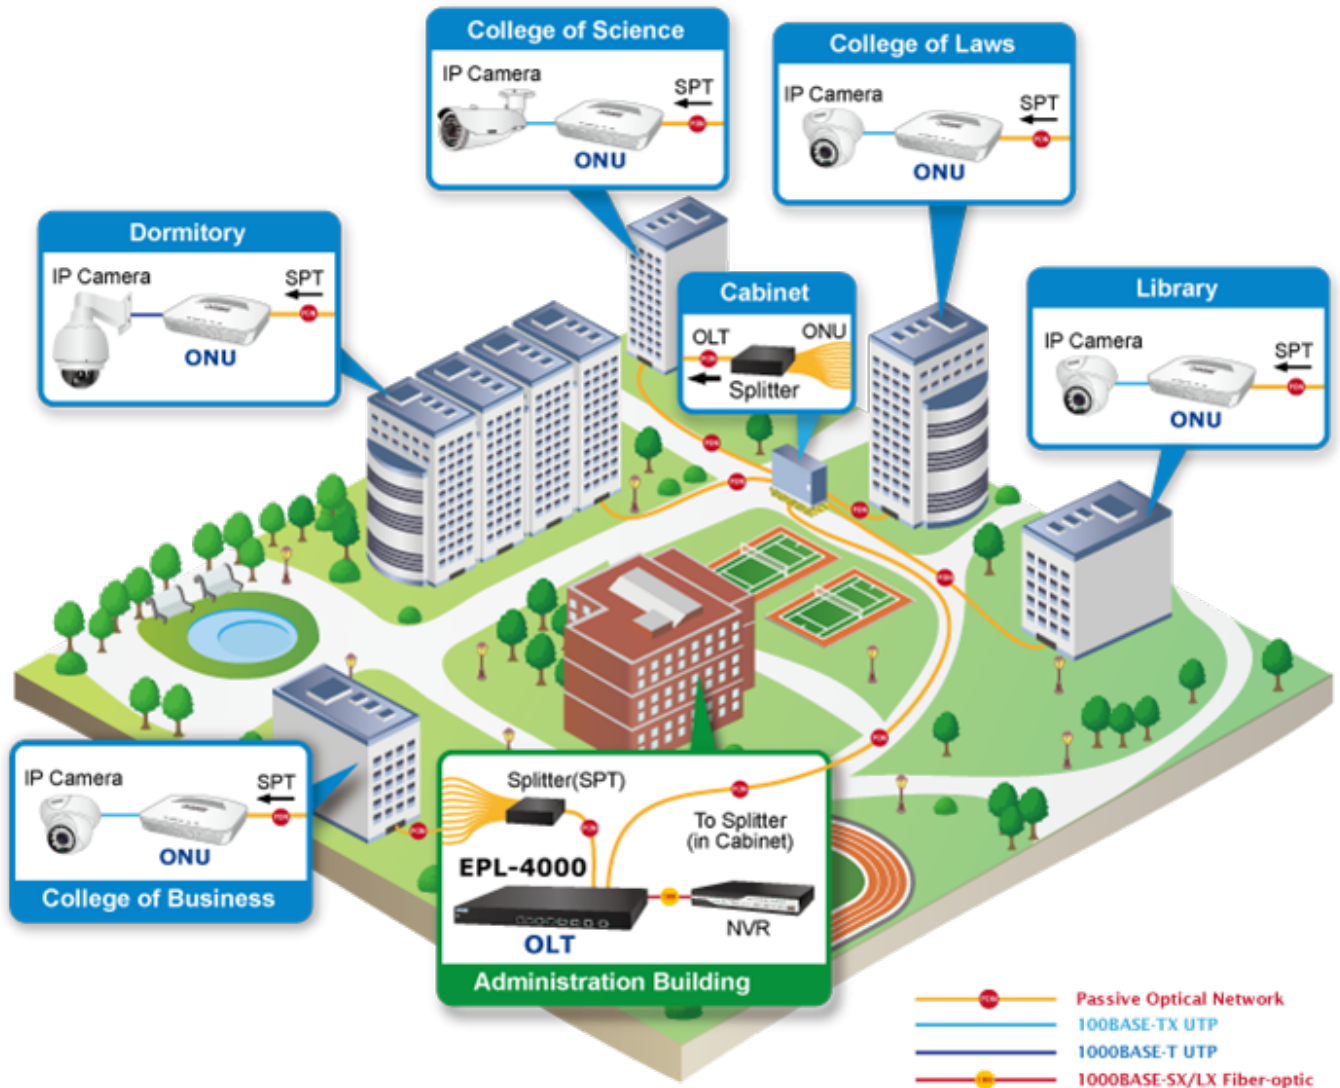 College of Science
IP Camera
SPT
ONU
College of Laws
IP Camera
SPT
ONU
Dormitory
IP Camera
SPT
ONU
Cabinet
OLT
ONU
Splitter
Library
IP Camera
SPT
ONU
IP Camera
SPT
ONU
College of Business
Splitter(SPT)
To Splitter
(in Cabinet)
EPL-4000
OLT
NVR
Administration Building
Passive Optical Network
100BASE-TX UTP
1000BASE-T UTP
1000BASE-SX/LX Fiber-optic